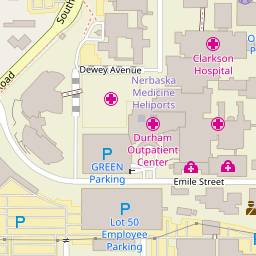 South
Road
Dewey Avenue
Clarkson
Hospital
Nerbaska
Medicine
Heliports
Durham
Outpatient
Center
P
GREEN
Parking
Emile Street
P
P
Lot 50
Employee
Parking
P